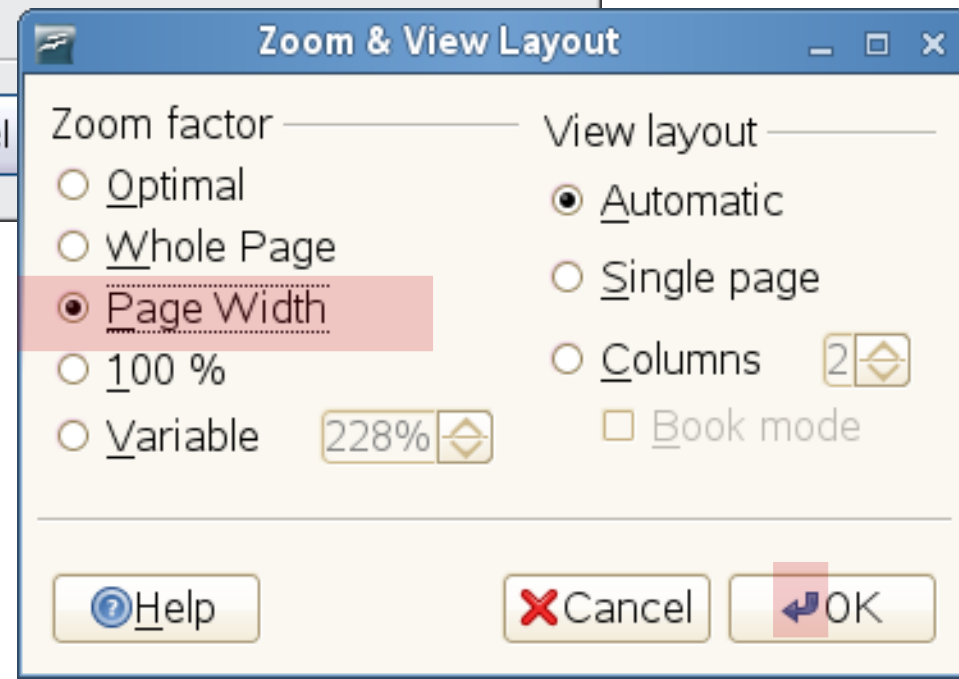 Zoom & View Layout
el
Zoom factor
Optimal
Whole Page
Page Width
100 %
Variable 228%
View layout
Automatic
Single page
Columns 2
Book mode
Help
Cancel
OK